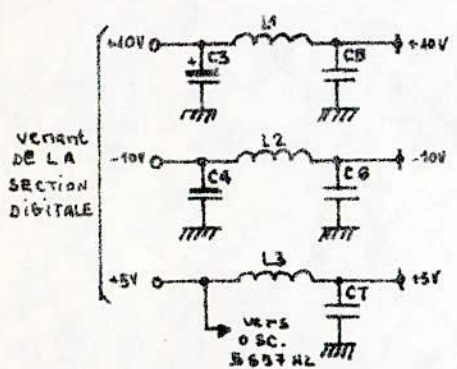 +10V
L1
+10V
C3
+
C5
VENANT
DE LA
SECTION
DIGITALE
-10V
L2
-10V
C4
C6
+5V
L3
+5V
C7
vers
OSC.